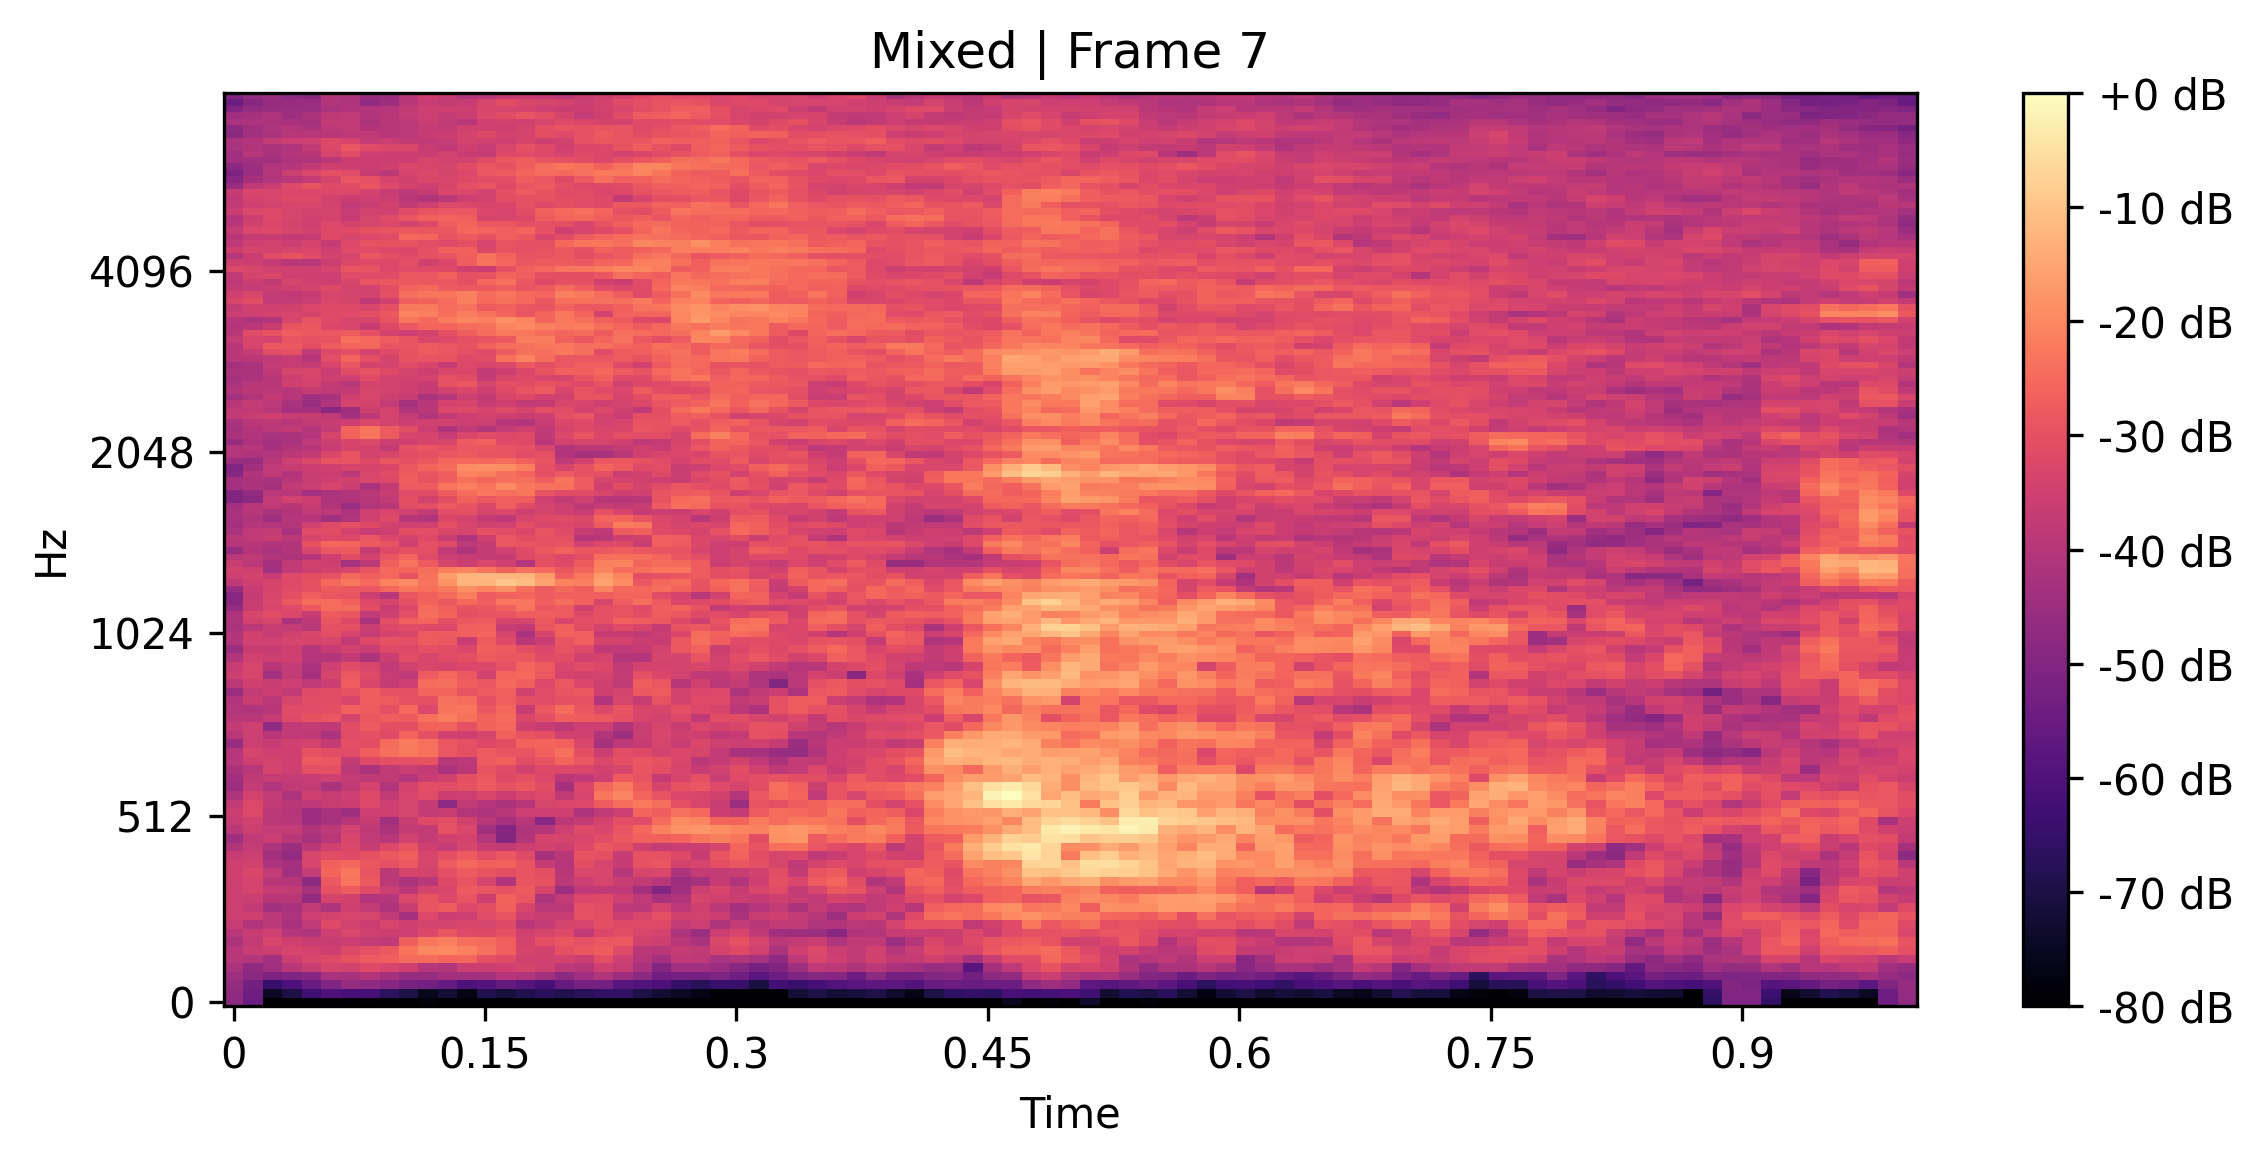 Mixed | Frame 7
Hz
4096
2048
1024
512
0
0 0.15 0.3 0.45 0.6 0.75 0.9
Time
+0 dB
-10 dB
-20 dB
-30 dB
-40 dB
-50 dB
-60 dB
-70 dB
-80 dB